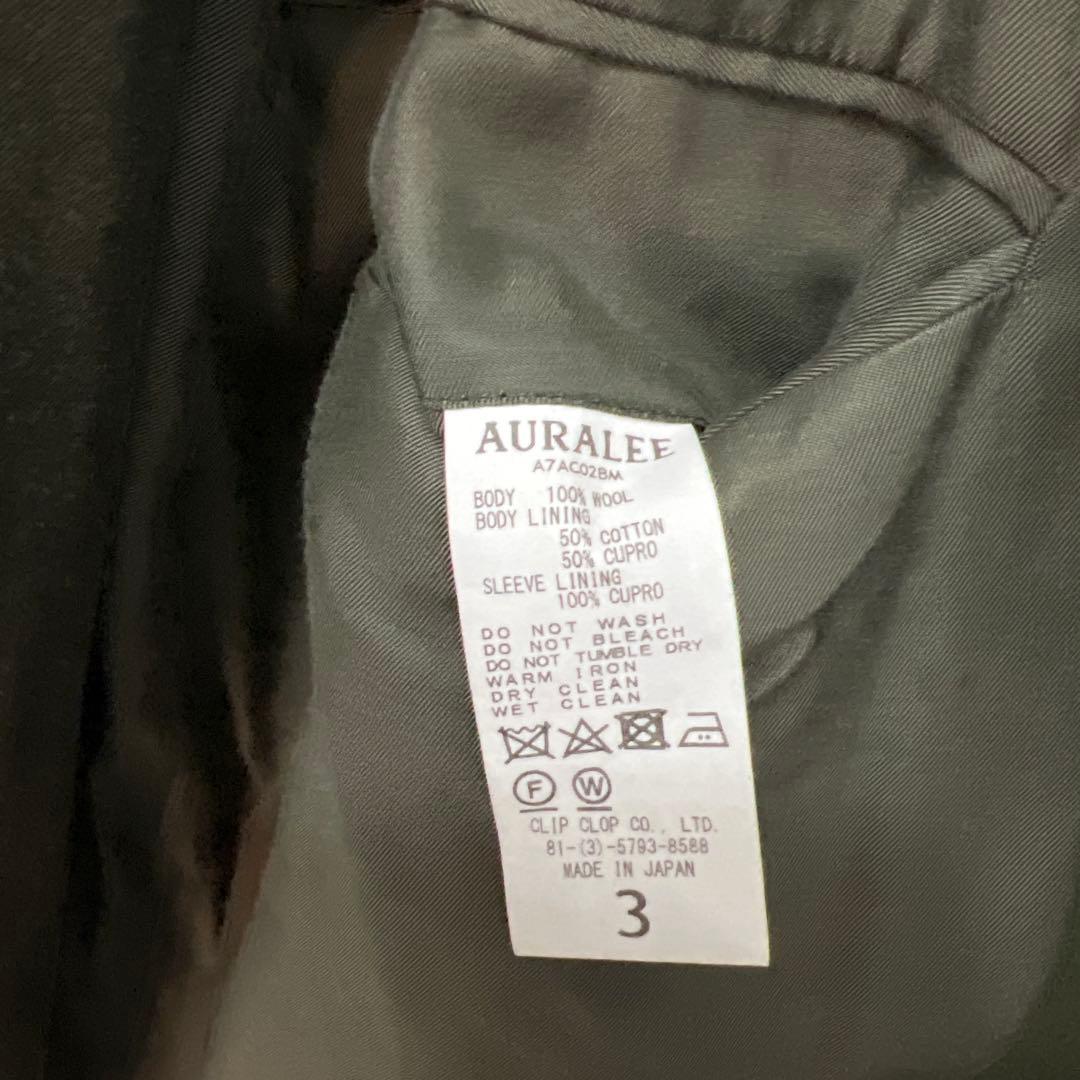 AURALEE
A7AC02BM
BODY 100% WOOL
BODY LINING
50% COTTON
50% CUPRO
SLEEVE LINING
100% CUPRO
DO NOT WASH
DO NOT BLEACH
DO NOT TUMBLE DRY
WARM IRON
DRY CLEAN
WET CLEAN
F W
CLIP CLOP CO., LTD.
81-(3)-5793-8588
MADE IN JAPAN
3